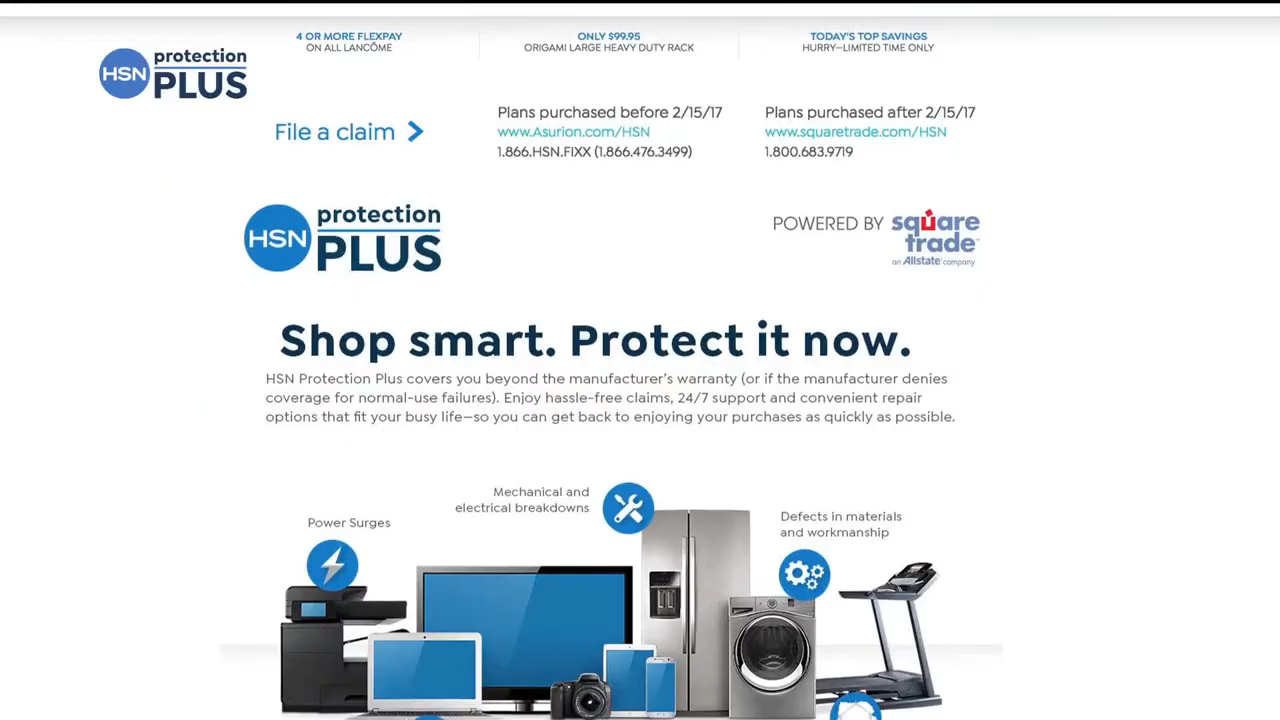 4 OR MORE FLEXPAY
ON ALL LANCÔME
ONLY $99.95
ORIGAMI LARGE HEAVY DUTY RACK
TODAY'S TOP SAVINGS
HURRY—LIMITED TIME ONLY
HSN protection
PLUS
File a claim
Plans purchased before 2/15/17
www.Asurion.com/HSN
1.866.HSN.FIXX (1.866.476.3499)
Plans purchased after 2/15/17
www.squaretrade.com/HSN
1.800.683.9719
HSN protection
PLUS
POWERED BY square
trade
an Allstate company
Shop smart. Protect it now.
HSN Protection Plus covers you beyond the manufacturer's warranty (or if the manufacturer denies
coverage for normal-use failures). Enjoy hassle-free claims, 24/7 support and convenient repair
options that fit your busy life—so you can get back to enjoying your purchases as quickly as possible.
Power Surges
Mechanical and
electrical breakdowns
Defects in materials
and workmanship